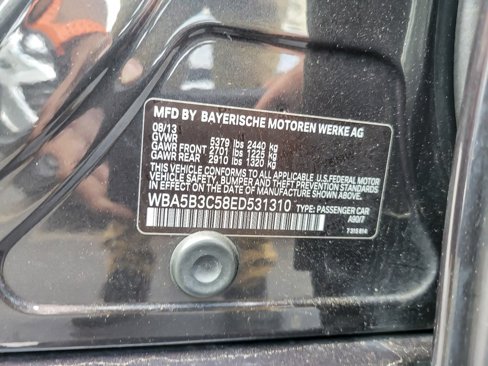 MFD BY BAYERISCHE MOTOREN WERKE AG
08/13
GVWR 5379 lbs 2440 kg
GAWR FRONT 2701 lbs 1225 kg
GAWR REAR 2910 lbs 1320 kg
THIS VEHICLE CONFORMS TO ALL APPLICABLE U.S.FEDERAL MOTOR
VEHICLE SAFETY, BUMPER, AND THEFT PREVENTION STANDARDS
IN EFFECT ON THE DATE OF MANUFACTURE SHOWN ABOVE.
WBA5B3C58ED531310 TYPE: PASSENGER CAR
A90/7